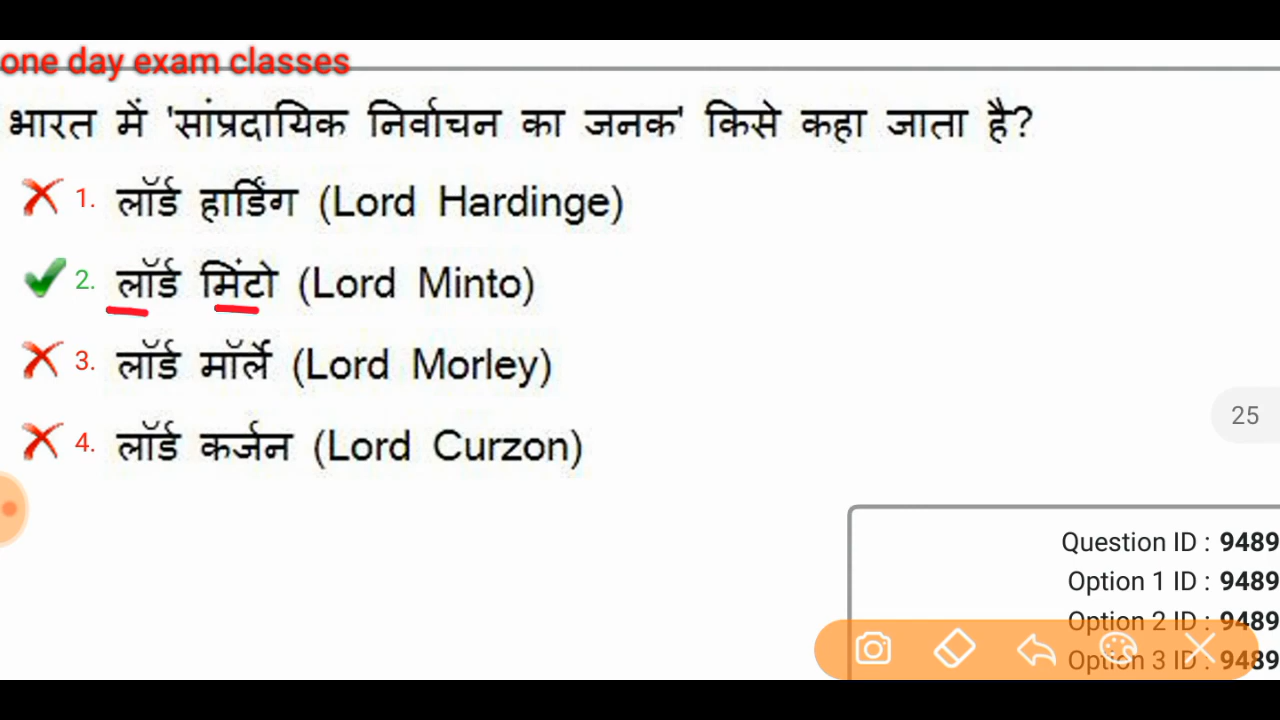 one day exam classes
भारत में 'सांप्रदायिक निर्वाचन का जनक' किसे कहा जाता है?
1. लॉर्ड हार्डिंग (Lord Hardinge)
2. लॉर्ड मिंटो (Lord Minto)
3. लॉर्ड मॉर्ले (Lord Morley)
4. लॉर्ड कर्जन (Lord Curzon)
25
Question ID : 9489
Option 1 ID : 9489
Option 2 ID : 9489
Option 3 ID : 9489